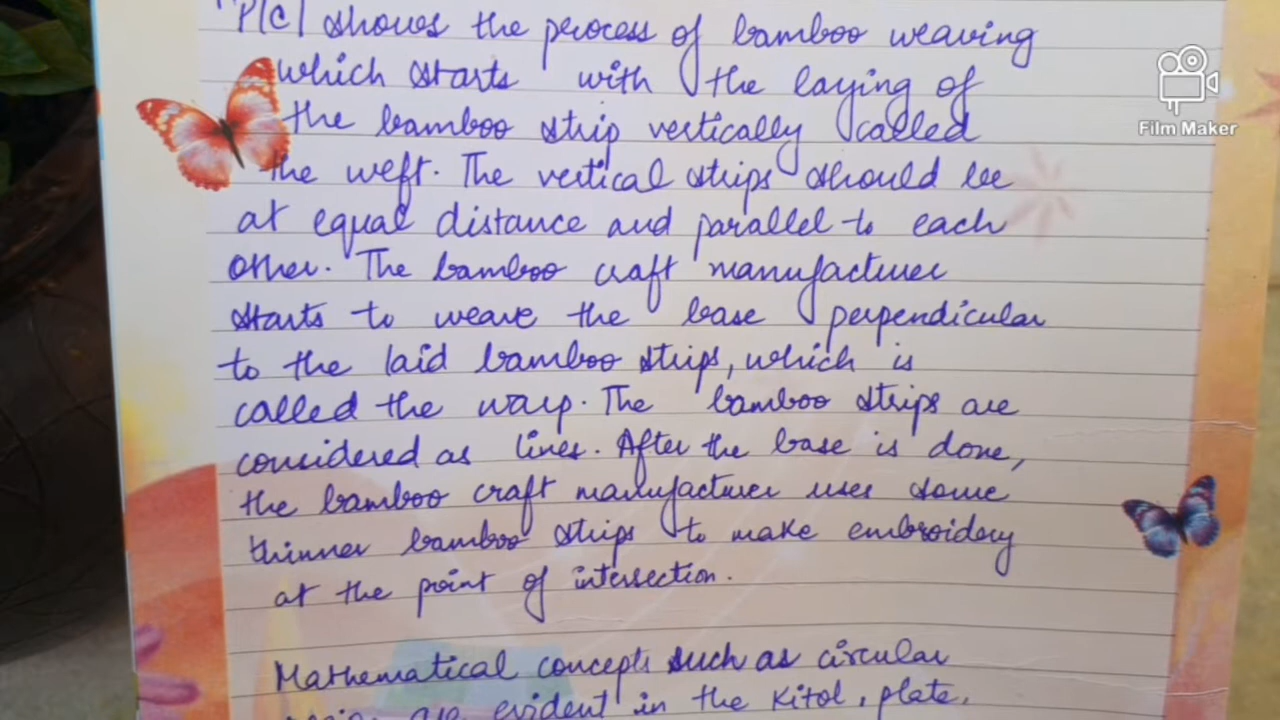 P(c) shows the process of bamboo weaving
which starts with the laying of
the bamboo strip vertically called
the weft. The vertical strips should be
at equal distance and parallel to each
other. The bamboo craft manufacturer
starts to weave the base perpendicular
to the laid bamboo strips, which is
called the warp. The bamboo strips are
considered as lines. After the base is done,
the bamboo craft manufacturer uses some
thinner bamboo strips to make embroidery
at the point of intersection.
Mathematical concepts such as circular
are evident in the Kitol, plate,
Film Maker